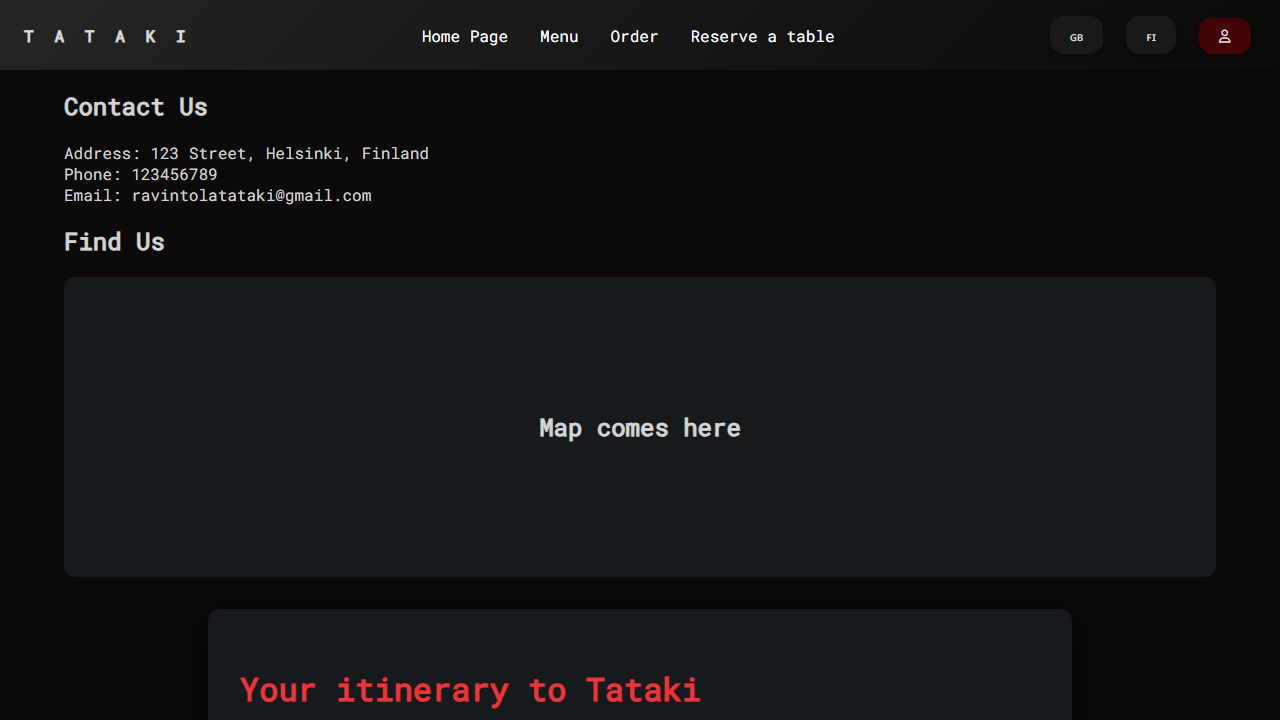 T A T A K I
Home Page
Menu
Order
Reserve a table
GB
FI
Contact Us
Address: 123 Street, Helsinki, Finland
Phone: 123456789
Email: ravintolatataki@gmail.com
Find Us
Map comes here
Your itinerary to Tataki